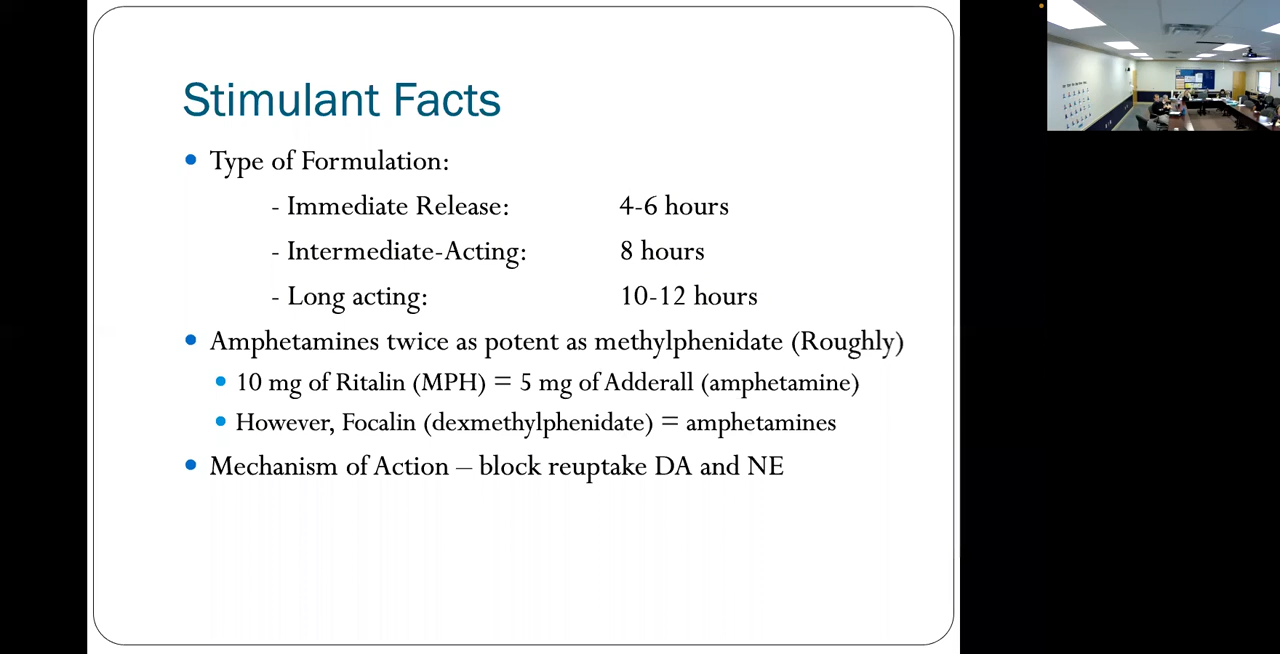 Stimulant Facts
• Type of Formulation:
- Immediate Release: 4-6 hours
- Intermediate-Acting: 8 hours
- Long acting: 10-12 hours
• Amphetamines twice as potent as methylphenidate (Roughly)
• 10 mg of Ritalin (MPH) = 5 mg of Adderall (amphetamine)
• However, Focalin (dexmethylphenidate) = amphetamines
• Mechanism of Action – block reuptake DA and NE